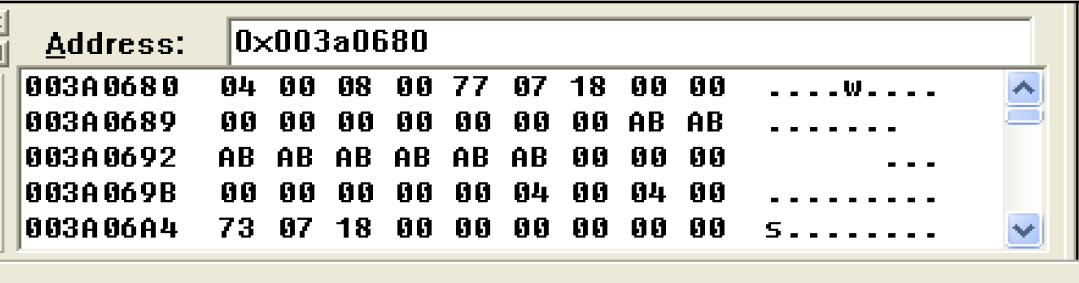 Address: 0x003a0680
003A0680 04 00 08 00 77 07 18 00 00 ....w....
003A0689 00 00 00 00 00 00 00 AB AB .......
003A0692 AB AB AB AB AB AB 00 00 00 ...
003A069B 00 00 00 00 00 04 00 04 00 .........
003A06A4 73 07 18 00 00 00 00 00 00 s........